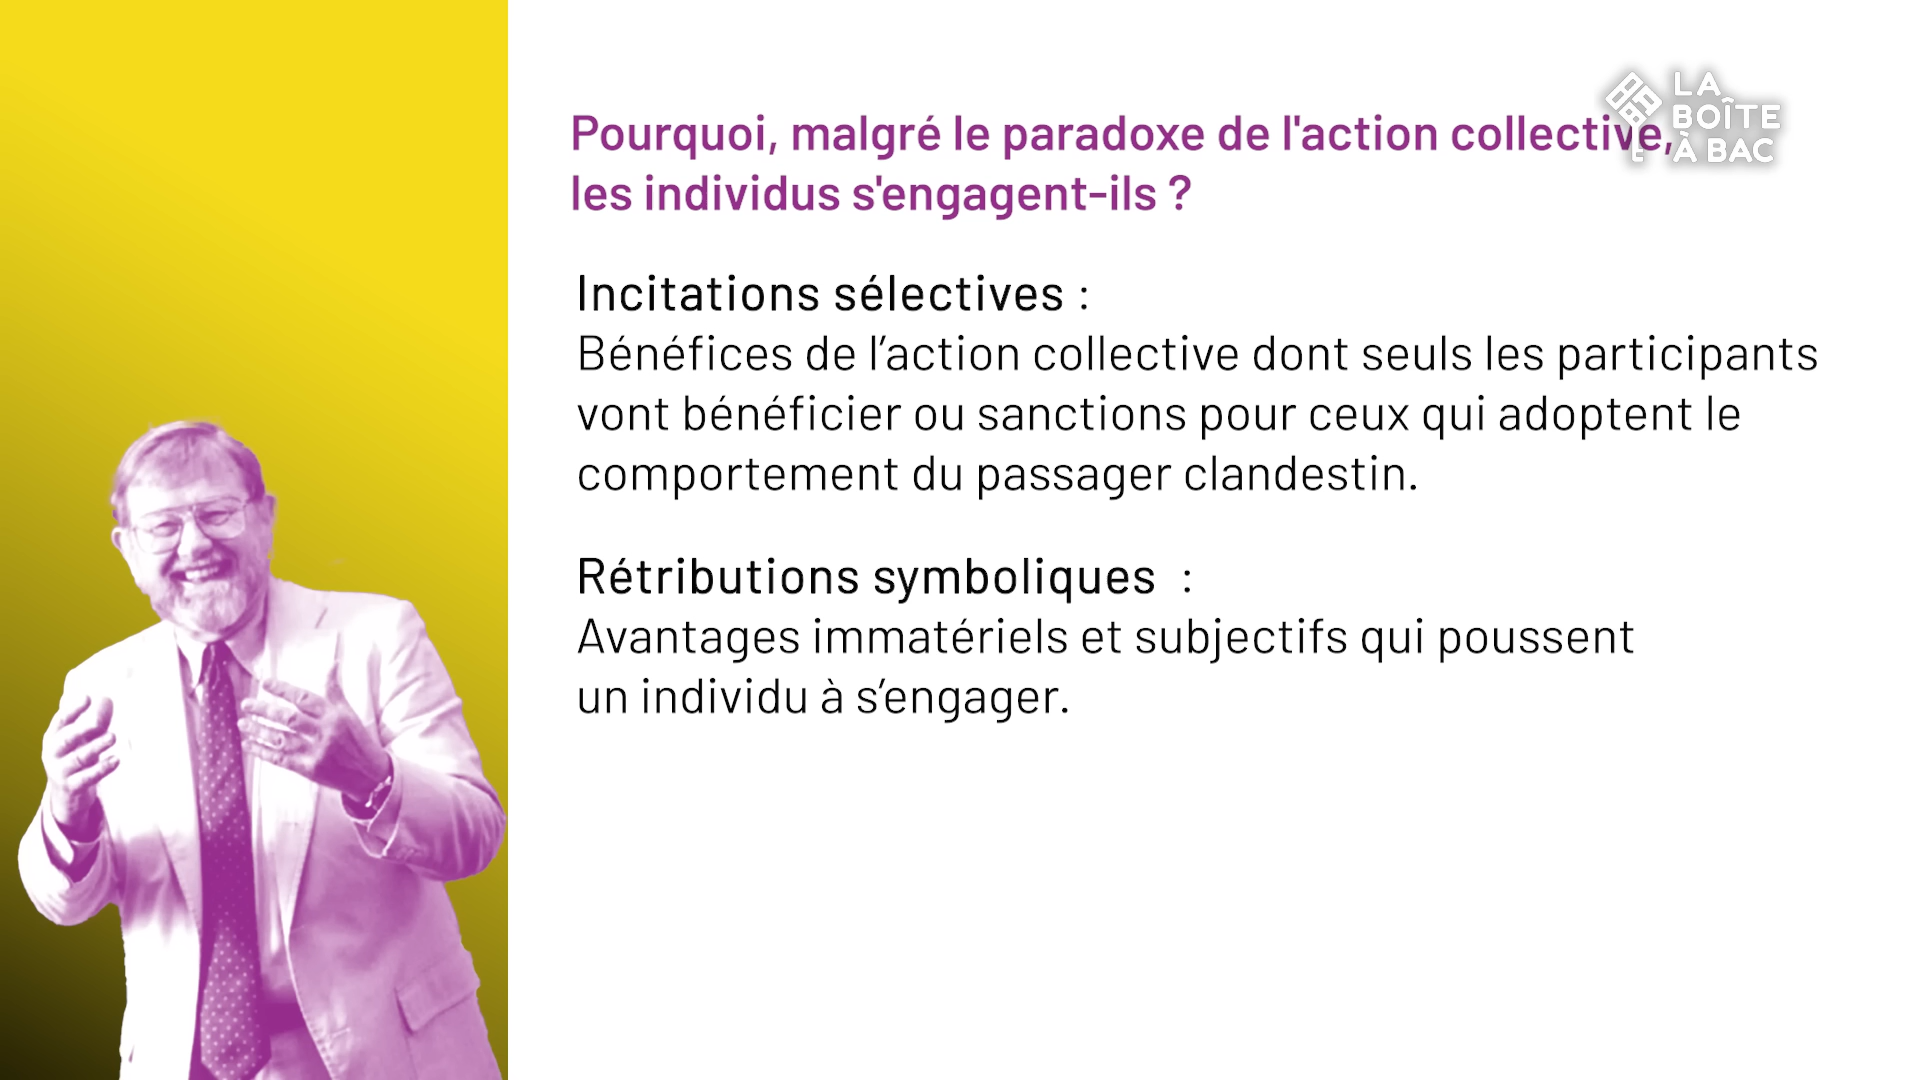 LA
BOÎTE
À BAC
Pourquoi, malgré le paradoxe de l'action collective,
les individus s'engagent-ils ?
Incitations sélectives :
Bénéfices de l’action collective dont seuls les participants
vont bénéficier ou sanctions pour ceux qui adoptent le
comportement du passager clandestin.
Rétributions symboliques :
Avantages immatériels et subjectifs qui poussent
un individu à s’engager.